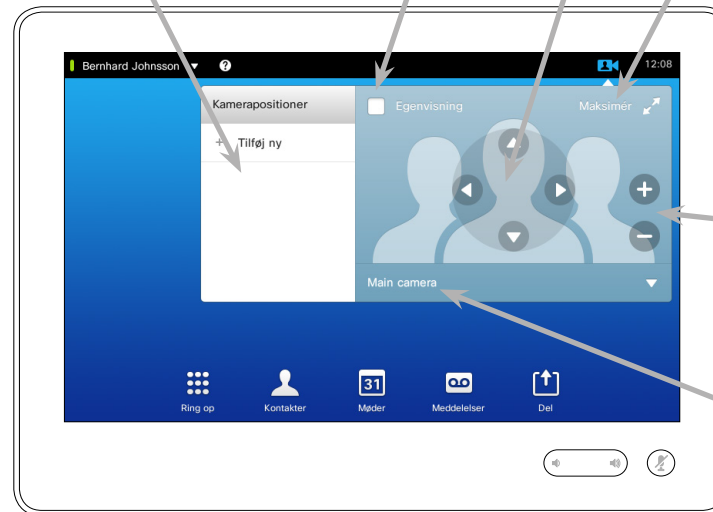 Bernhard Johnsson
?
12:08
Kamerapositioner
Egenvisning
Maksimér
+ Tilføj ny
Main camera
31
Ring op
Kontakter
Møder
Meddelelser
Del